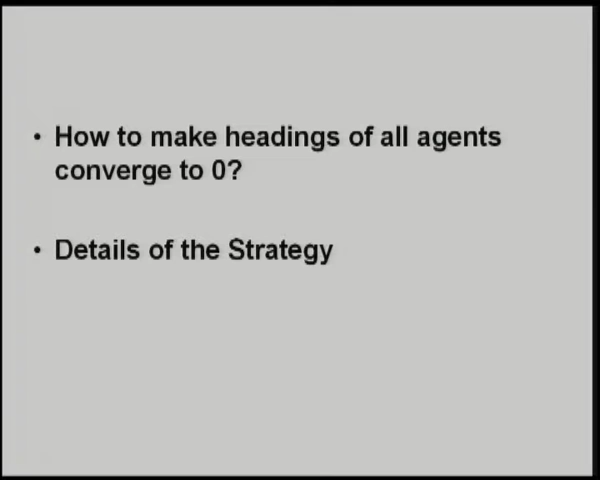 • How to make headings of all agents
converge to 0?
• Details of the Strategy